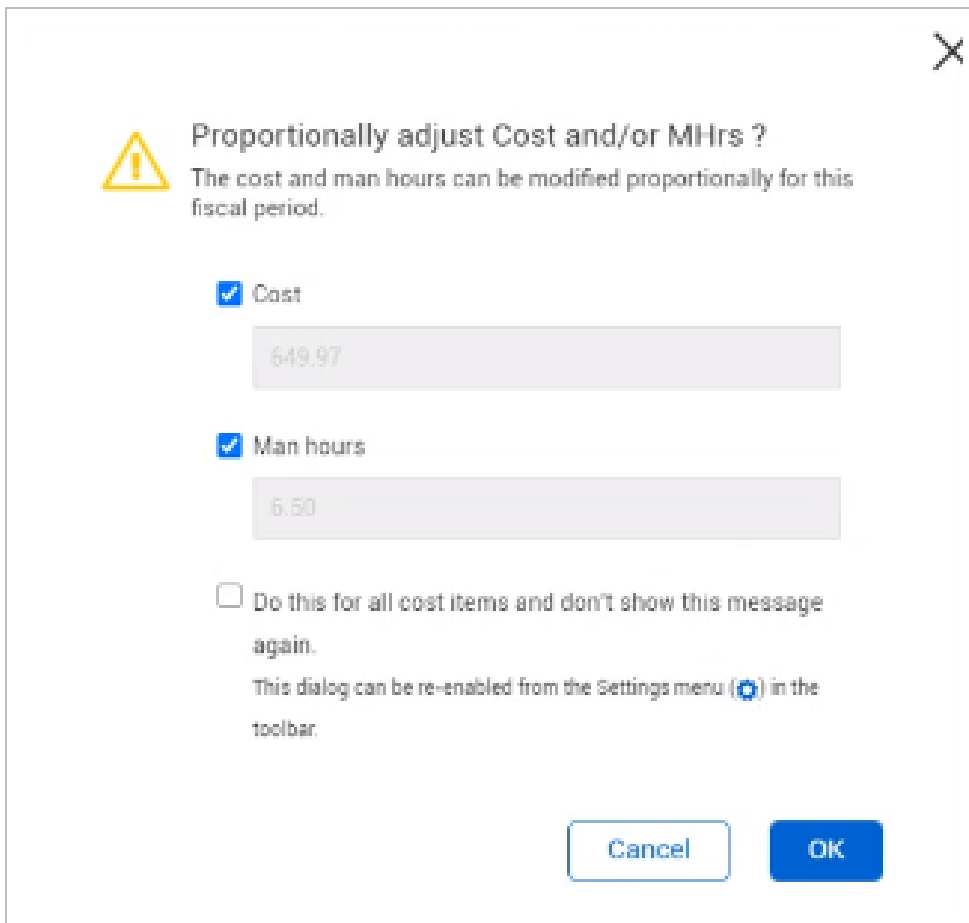 Proportionally adjust Cost and/or MHrs ?
The cost and man hours can be modified proportionally for this
fiscal period.
Cost
649.97
Man hours
6.50
Do this for all cost items and don't show this message
again.
This dialog can be re-enabled from the Settings menu () in the
toolbar.
Cancel
OK